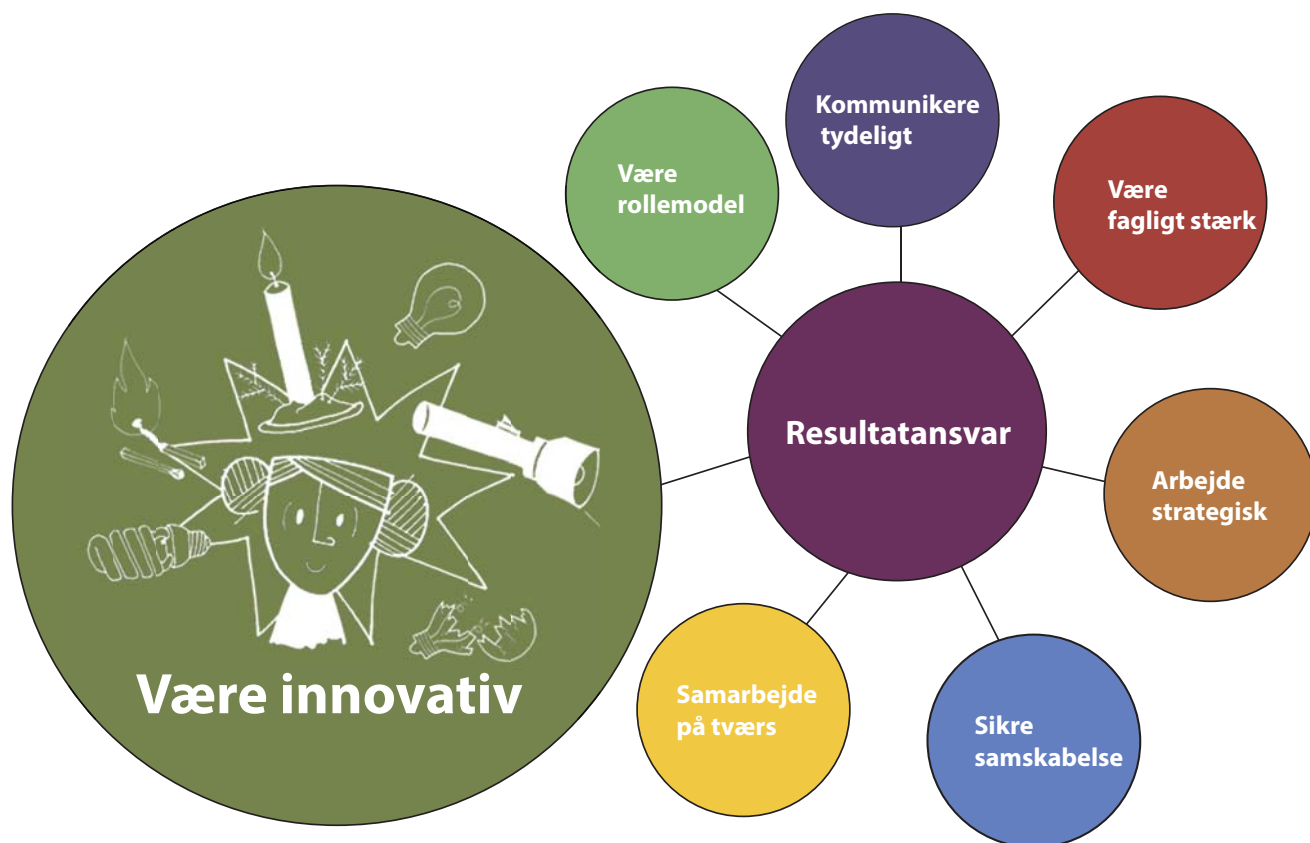 Kommunikere
tydeligt
Være
rollemodel
Være
fagligt stærk
Resultatansvar
Arbejde
strategisk
Være innovativ
Samarbejde
på tværs
Sikre
samskabelse